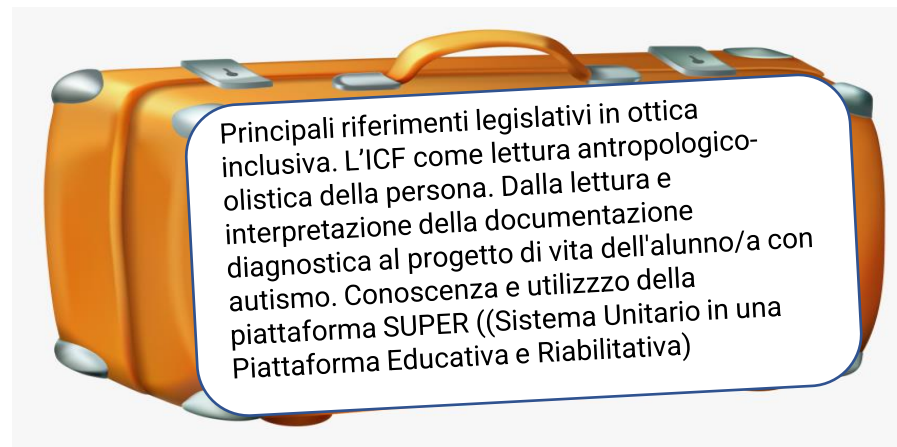 Principali riferimenti legislativi in ottica
inclusiva. L’ICF come lettura antropologico-
olistica della persona. Dalla lettura e
interpretazione della documentazione
diagnostica al progetto di vita dell'alunno/a con
autismo. Conoscenza e utilizzzo della
piattaforma SUPER ((Sistema Unitario in una
Piattaforma Educativa e Riabilitativa)